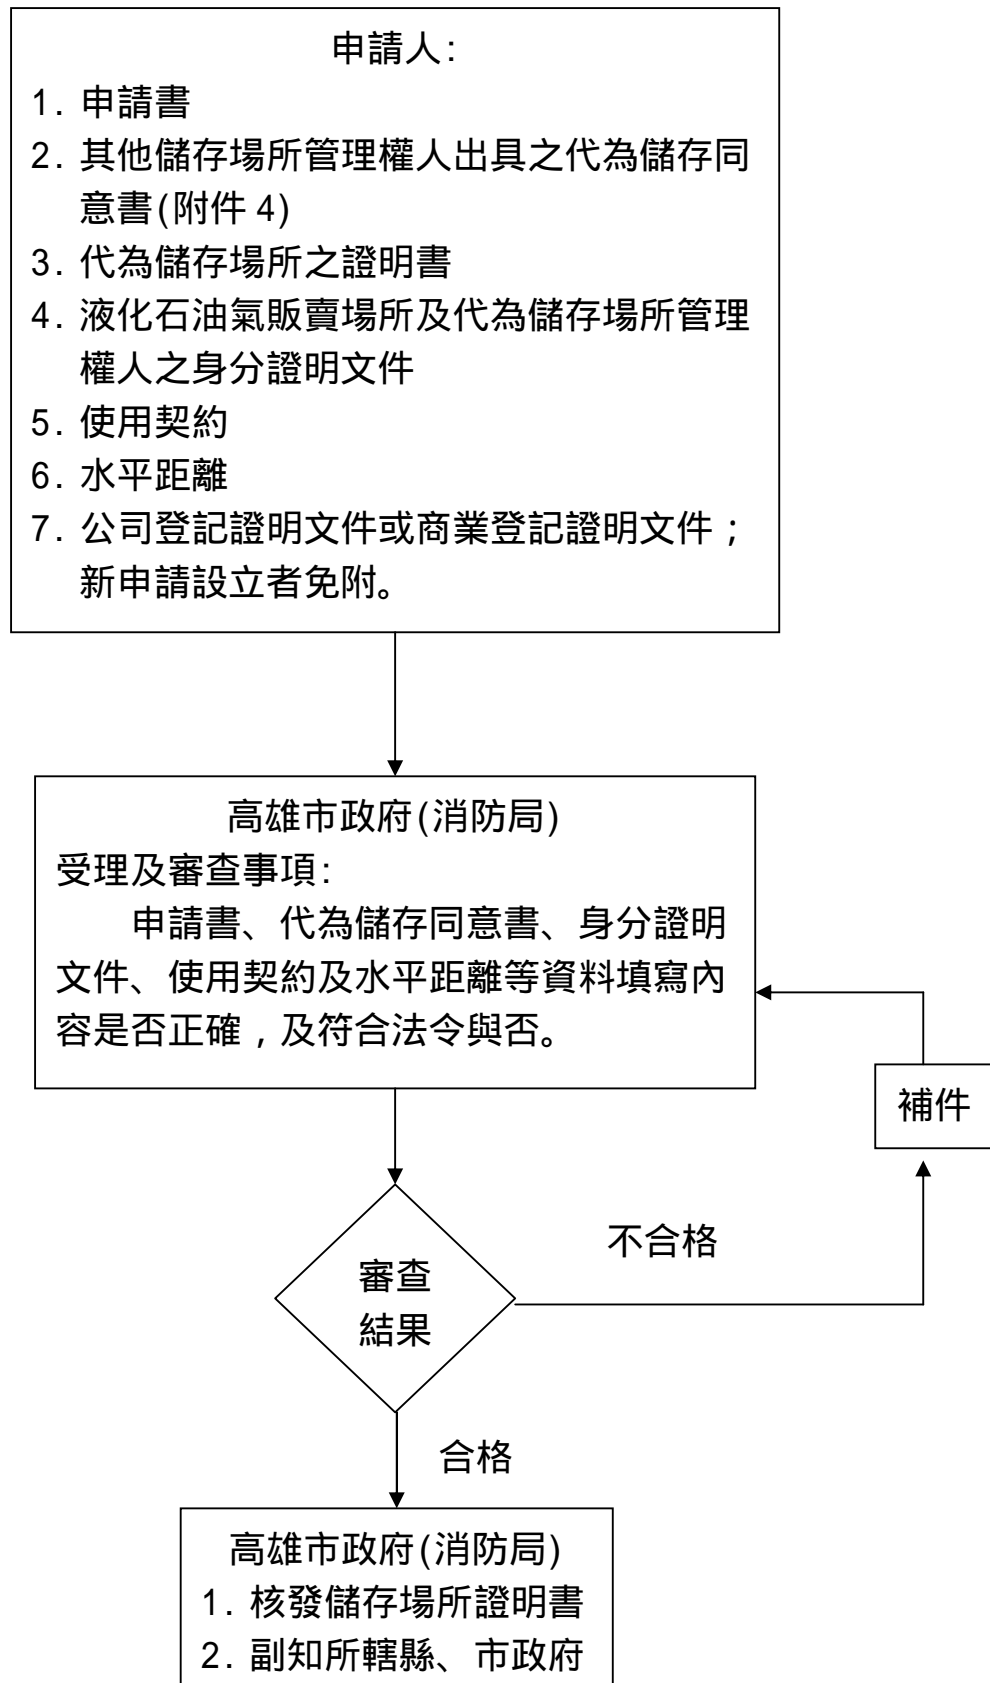 申請人:
1. 申請書
2. 其他儲存場所管理權人出具之代為儲存同
意書(附件 4)
3. 代為儲存場所之證明書
4. 液化石油氣販賣場所及代為儲存場所管理
權人之身分證明文件
5. 使用契約
6. 水平距離
7. 公司登記證明文件或商業登記證明文件；
新申請設立者免附。
高雄市政府(消防局)
受理及審查事項:
申請書、代為儲存同意書、身分證明
文件、使用契約及水平距離等資料填寫內
容是否正確，及符合法令與否。
補件
不合格
審查
結果
合格
高雄市政府(消防局)
1. 核發儲存場所證明書
2. 副知所轄縣、市政府